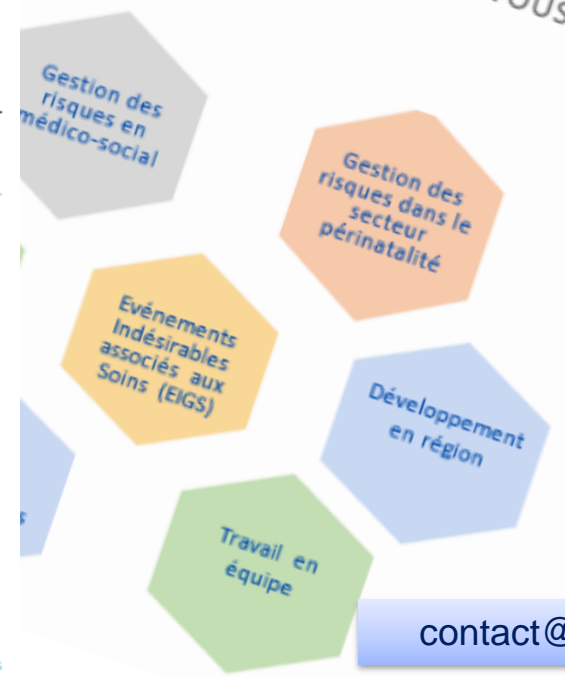 OUS
Gestion des
risques en
médico-social
Gestion des
risques dans le
secteur
périnatalité
Evénements
Indésirables
associés aux
Soins (EIGS)
Développement
en région
Travail en
équipe
contact@